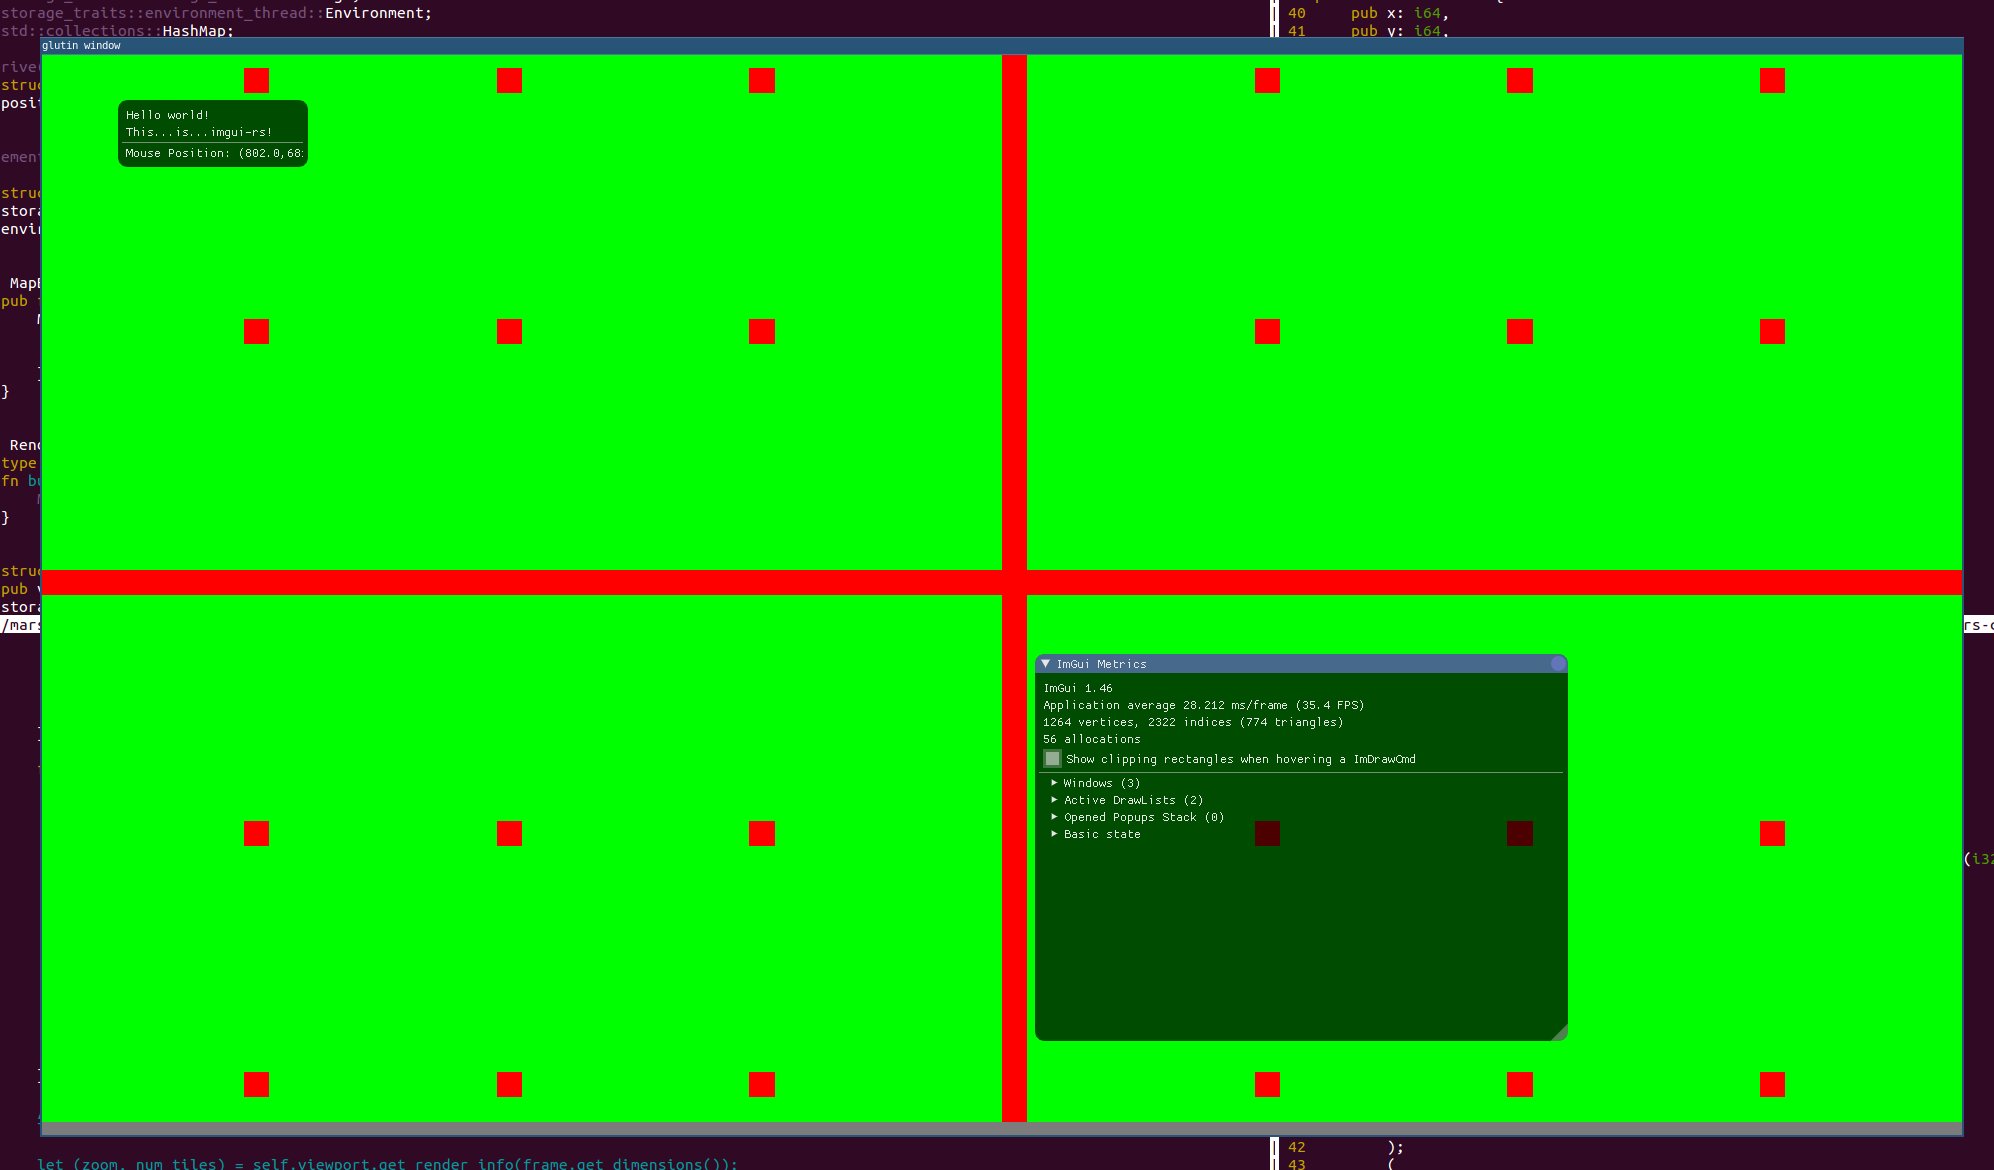 storage_traits::environment_thread::Environment;
std::collections::HashMap;
40 pub x: i64,
41 pub y: i64,
glutin window
rive
struc
posit
Hello world!
This...is...imgui-rs!
Mouse Position: (802.0,68
ement
struc
stora
envir
MapE
pub
}
Rend
type
fn bu
}
struc
pub v
stora
/mars
rs-c
ImGui Metrics
ImGui 1.46
Application average 28.212 ms/frame (35.4 FPS)
1264 vertices, 2322 indices (774 triangles)
56 allocations
Show clipping rectangles when hovering a ImDrawCmd
Windows (3)
Active DrawLists (2)
Opened Popups Stack (0)
Basic state
(i32
42 );
43 (
let (zoom, num_tiles) = self.viewport.get_render_info(frame.get_dimensions());